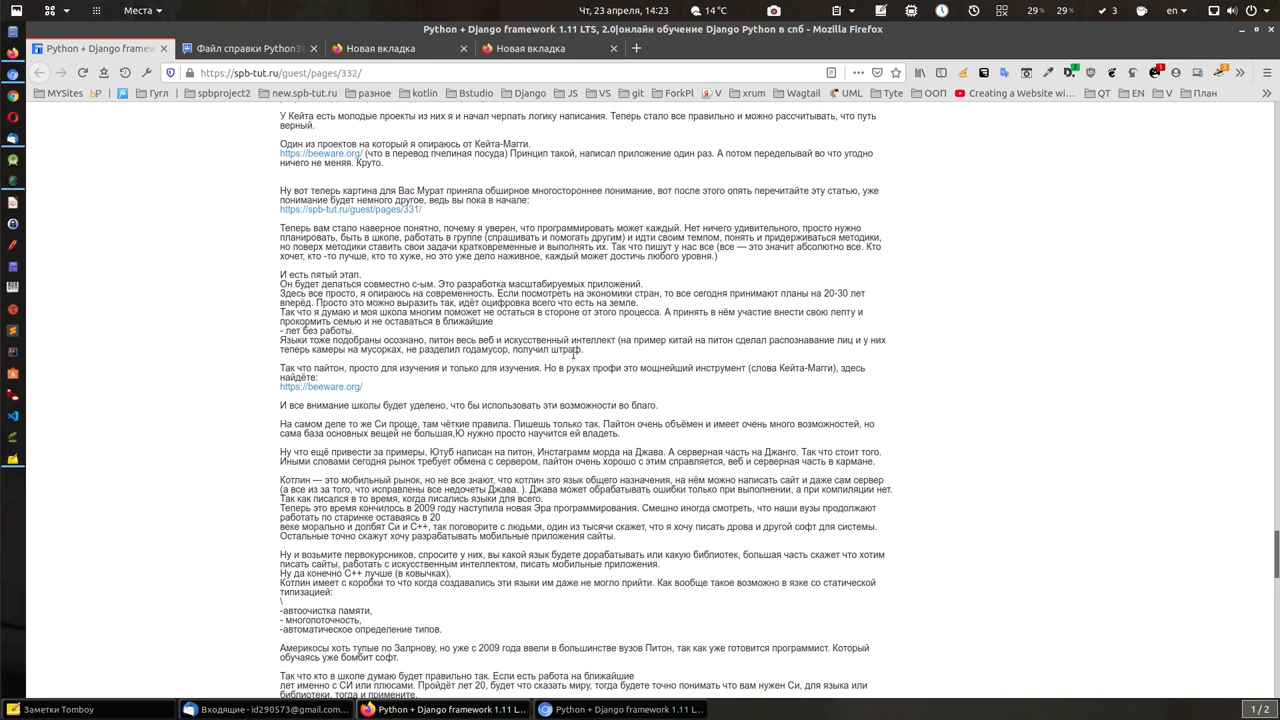 Места
Чт, 23 апреля, 14:23
14°C
29%
29%
3
en
Python + Django framework 1.11 LTS, 2.0|онлайн обучение Django Python в спб - Mozilla Firefox
Python + Django framew
Файл справки Python3
Новая вкладка
Новая вкладка
https://spb-tut.ru/guest/pages/332/
MYSites
bP
Гугл
spbproject2
new.spb-tut.ru
разное
kotlin
Bstudio
Django
JS
VS
git
ForkPl
V
xrum
Wagtail
UML
Tyte
ООП
Creating a Website wi…
QT
EN
V
План
У Кейта есть молодые проекты из них я и начал черпать логику написания. Теперь стало все правильно и можно рассчитывать, что путь
верный.
Один из проектов на который я опираюсь от Кейта-Магги.
https://beeware.org/ (что в перевод пчелиная посуда) Принцип такой, написал приложение один раз. А потом переделывай во что угодно
ничего не меняя. Круто.
Ну вот теперь картина для Вас Мурат приняла обширное многостороннее понимание, вот после этого опять перечитайте эту статью, уже
понимание будет немного другое, ведь вы пока в начале:
https://spb-tut.ru/guest/pages/331/
Теперь вам стало наверное понятно, почему я уверен, что программировать может каждый. Нет ничего удивительного, просто нужно
планировать, быть в школе, работать в группе (спрашивать и помогать другим) и идти своим темпом, понять и придерживаться методики,
но поверх методики ставить свои задачи кратковременные и выполнять их. Так что пишут у нас все (все — это значит абсолютно все. Кто
хочет, кто -то лучше, кто то хуже, но это уже дело наживное, каждый может достичь любого уровня.)
И есть пятый этап.
Он будет делаться совместно с-ым. Это разработка масштабируемых приложений.
Здесь все просто, я опираюсь на современность. Если посмотреть на экономики стран, то все сегодня принимают планы на 20-30 лет
вперёд. Просто это можно выразить так, идёт оцифровка всего что есть на земле.
Так что я думаю и моя школа многим поможет не остаться в стороне от этого процесса. А принять в нём участие внести свою лепту и
прокормить семью и не оставаться в ближайшие
- лет без работы.
Языки тоже подобраны осознано, питон весь веб и искусственный интеллект (на пример китай на питон сделал распознавание лиц и у них
теперь камеры на мусорках, не разделил годамусор, получил штраф.
Так что пайтон, просто для изучения и только для изучения. Но в руках профи это мощнейший инструмент (слова Кейта-Магги), здесь
найдёте:
https://beeware.org/
И все внимание школы будет уделено, что бы использовать эти возможности во благо.
На самом деле то же Си проще, там чёткие правила. Пишешь только так. Пайтон очень объёмен и имеет очень много возможностей, но
сама база основных вещей не большая,Ю нужно просто научится ей владеть.
Ну что ещё привести за примеры, Ютуб написан на питон, Инстаграмм морда на Джава. А серверная часть на Джанго. Так что стоит того.
Иными словами сегодня рынок требует обмена с сервером, пайтон очень хорошо с этим справляется, веб и серверная часть в кармане.
Котлин — это мобильный рынок, но не все знают, что котлин это язык общего назначения, на нём можно написать сайт и даже сам сервер
(а все из за того, что исправлены все недочеты Джава. ). Джава может обрабатывать ошибки только при выполнении, а при компиляции нет.
Так как писался в то время, когда писались языки для всего.
Теперь это время кончилось в 2009 году наступила новая Эра программирования. Смешно иногда смотреть, что наши вузы продолжают
работать по старинке оставаясь в 20
веке морально и долбят Си и С++, так поговорите с людьми, один из тысячи скажет, что я хочу писать дрова и другой софт для системы.
Остальные точно скажут хочу разрабатывать мобильные приложения сайты.
Ну и возьмите первокурсников, спросите у них, вы какой язык будете дорабатывать или какую библиотек, большая часть скажет что хотим
писать сайты, работать с искусственным интеллектом, писать мобильные приложения.
Ну да конечно С++ лучше (в ковычках).
Котлин имеет с коробки то что когда создавались эти языки им даже не могло прийти. Как вообще такое возможно в язке со статической
типизацией:
\
-автоочистка памяти,
- многопоточность,
-автоматическое определение типов.
Америкосы хоть тупые по Залрнову, но уже с 2009 года ввели в большинстве вузов Питон, так как уже готовится программист. Который
обучаясь уже бомбит софт.
Так что кто в школе думаю будет правильно так. Если есть работа на ближайшие
лет именно с СИ или плюсами. Пройдёт лет 20, будет что сказать миру, тогда будете точно понимать что вам нужен Си, для языка или
библиотеки, тогда и примените.
Заметки Tomboy
Входящие - id290573@gmail.com…
Python + Django framework 1.11 L…
Python + Django framework 1.11 L…
1 / 2